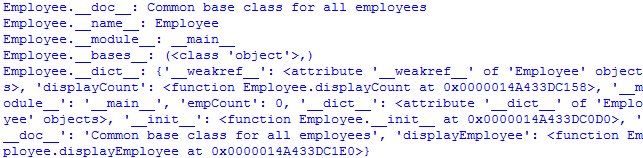 Employee.__doc__: Common base class for all employees
Employee.__name__: Employee
Employee.__module__: __main__
Employee.__bases__: (<class 'object'>,)
Employee.__dict__: {'__weakref__': <attribute '__weakref__' of 'Employee' object
s>, 'displayCount': <function Employee.displayCount at 0x0000014A433DC158>, '__m
odule__': '__main__', 'empCount': 0, '__dict__': <attribute '__dict__' of 'Emplo
yee' objects>, '__init__': <function Employee.__init__ at 0x0000014A433DC0D0>, '
__doc__': 'Common base class for all employees', 'displayEmployee': <function Em
ployee.displayEmployee at 0x0000014A433DC1E0>}